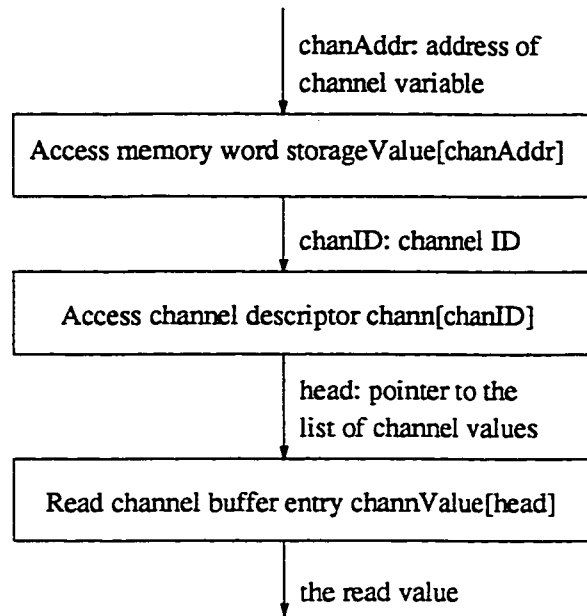 chanAddr: address of
channel variable
Access memory word storageValue[chanAddr]
chanID: channel ID
Access channel descriptor chann[chanID]
head: pointer to the
list of channel values
Read channel buffer entry channValue[head]
the read value